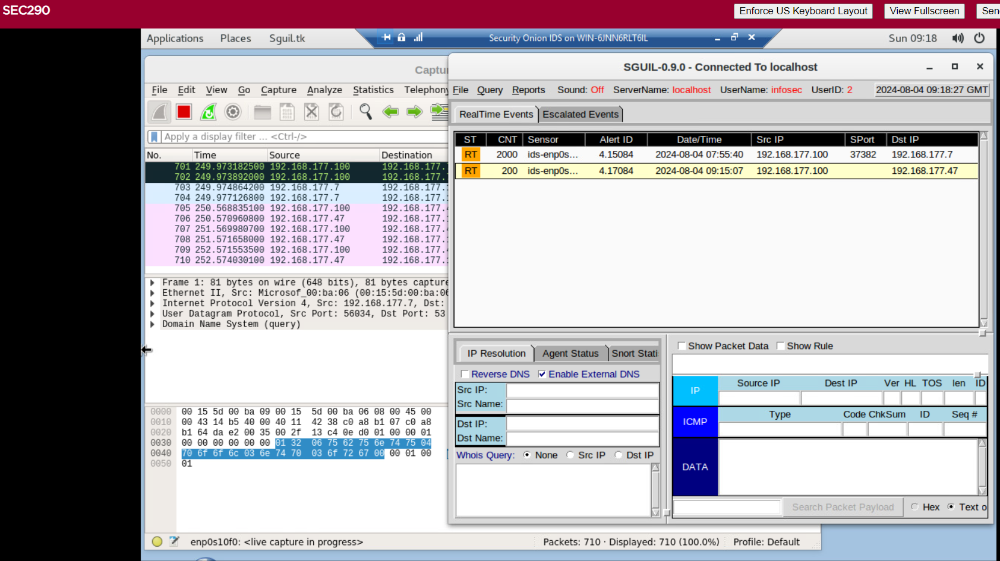 SEC290
Enforce US Keyboard Layout
View Fullscreen
Sen
Applications Places Sguil.tk
Security Onion IDS on WIN-6JNN6RLT6IL
Sun 09:18
Captu
File Edit View Go Capture Analyze Statistics Telephony
Apply a display filter ... <Ctrl-/>
No. Time Source Destination
701 249.973182500 192.168.177.100 192.168.177.
702 249.973892000 192.168.177.100 192.168.177.
703 249.974864200 192.168.177.7 192.168.177.
704 249.977126800 192.168.177.7 192.168.177.
705 250.568835100 192.168.177.100 192.168.177.
706 250.570960800 192.168.177.47 192.168.177.
707 251.569980700 192.168.177.100 192.168.177.
708 251.571658000 192.168.177.47 192.168.177.
709 252.571553500 192.168.177.100 192.168.177.
710 252.574030100 192.168.177.47 192.168.177.
Frame 1: 81 bytes on wire (648 bits), 81 bytes capture
Ethernet II, Src: Microsof_00:ba:06 (00:15:5d:00:ba:06
Internet Protocol Version 4, Src: 192.168.177.7, Dst:
User Datagram Protocol, Src Port: 56034, Dst Port: 53
Domain Name System (query)
0000 00 15 5d 00 ba 09 00 15 5d 00 ba 06 08 00 45 00
0010 00 43 14 b5 40 00 40 11 42 38 c0 a8 b1 07 c0 a8
0020 b1 64 da e2 00 35 00 2f 13 c4 0e d0 01 00 00 01
0030 00 00 00 00 00 00 01 32 06 75 62 75 6e 74 75 04
0040 70 6f 6f 6c 03 6e 74 70 03 6f 72 67 00 00 01 00
0050 01
enp0s10f0: <live capture in progress>
Packets: 710 · Displayed: 710 (100.0%)
Profile: Default
SGUIL-0.9.0 - Connected To localhost
File Query Reports Sound: Off ServerName: localhost UserName: infosec UserID: 2 2024-08-04 09:18:27 GMT
RealTime Events Escalated Events
ST CNT Sensor Alert ID Date/Time Src IP SPort Dst IP
RT 2000 ids-enp0s... 4.15084 2024-08-04 07:55:40 192.168.177.100 37382 192.168.177.7
RT 200 ids-enp0s... 4.17084 2024-08-04 09:15:07 192.168.177.100 192.168.177.47
IP Resolution Agent Status Snort Stati
Reverse DNS Enable External DNS
Src IP:
Src Name:
Dst IP:
Dst Name:
Whois Query: None Src IP Dst IP
Show Packet Data Show Rule
IP Source IP Dest IP Ver HL TOS len ID
ICMP Type Code ChkSum ID Seq #
DATA
Search Packet Payload Hex Text o